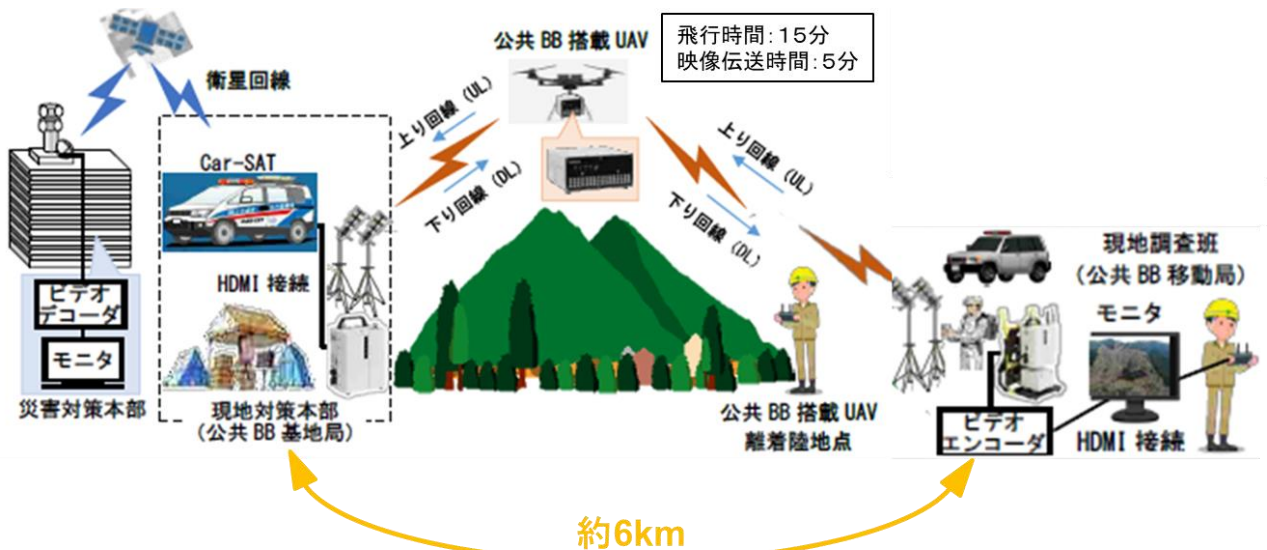 公共 BB 搭載 UAV
飛行時間:15分
映像伝送時間:5分
衛星回線
上り回線 (UL)
下り回線 (DL)
上り回線 (UL)
下り回線 (DL)
Car-SAT
HDMI 接続
ビデオ
デコーダ
モニタ
災害対策本部
現地対策本部
(公共 BB 基地局)
公共 BB 搭載 UAV
離着陸地点
現地調査班
(公共 BB 移動局)
モニタ
ビデオ
エンコーダ
HDMI 接続
約6km